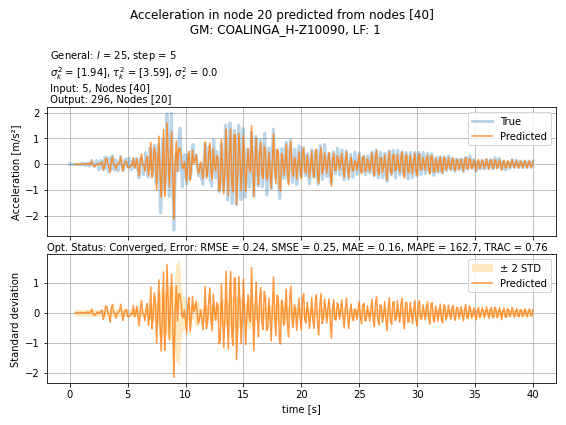 Acceleration in node 20 predicted from nodes [40]
GM: COALINGA_H-Z10090, LF: 1
General: l = 25, step = 5
σ²ₖ = [1.94], τ²ₖ = [3.59], σ²ε = 0.0
Input: 5, Nodes [40]
Output: 296, Nodes [20]
2
1
0
−1
−2
Acceleration [m/s²]
True
Predicted
Opt. Status: Converged, Error: RMSE = 0.24, SMSE = 0.25, MAE = 0.16, MAPE = 162.7, TRAC = 0.76
1
0
−1
−2
Standard deviation
± 2 STD
Predicted
0
5
10
15
20
25
30
35
40
time [s]